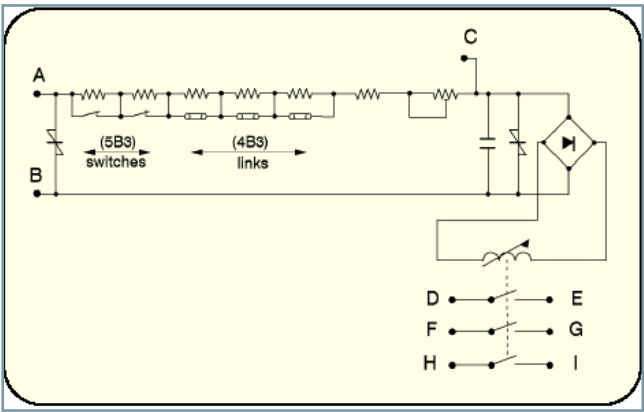 C
A
(5B3)
switches
(4B3)
links
B
D E
F G
H I